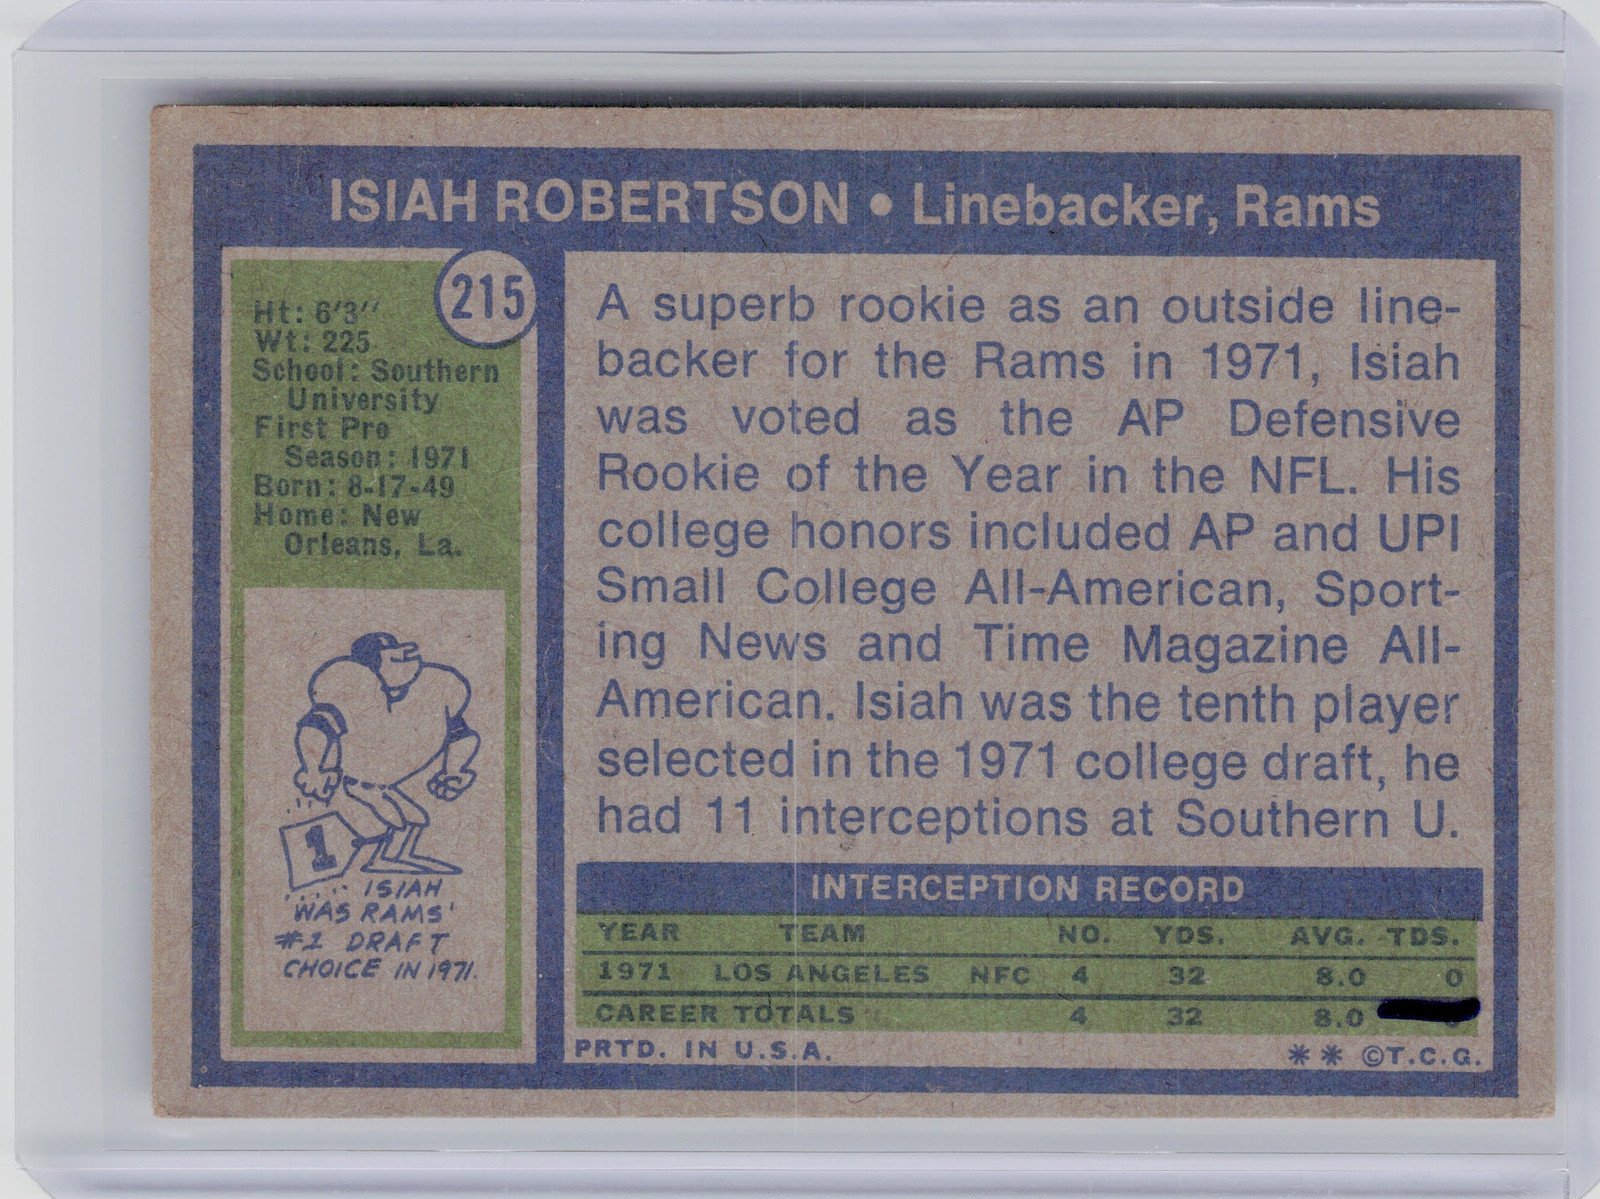 ISIAH ROBERTSON • Linebacker, Rams
215
Ht: 6'3''
Wt: 225
School: Southern
University
First Pro
Season: 1971
Born: 8-17-49
Home: New
Orleans, La.
1
.... ISIAH
WAS RAMS'
#1 DRAFT
CHOICE IN 1971.
A superb rookie as an outside line-
backer for the Rams in 1971, Isiah
was voted as the AP Defensive
Rookie of the Year in the NFL. His
college honors included AP and UPI
Small College All-American, Sport-
ing News and Time Magazine All-
American. Isiah was the tenth player
selected in the 1971 college draft, he
had 11 interceptions at Southern U.
INTERCEPTION RECORD
YEAR TEAM NO. YDS. AVG. TDS.
1971 LOS ANGELES NFC 4 32 8.0 0
CAREER TOTALS 4 32 8.0
PRTD. IN U.S.A. ** ©T.C.G.